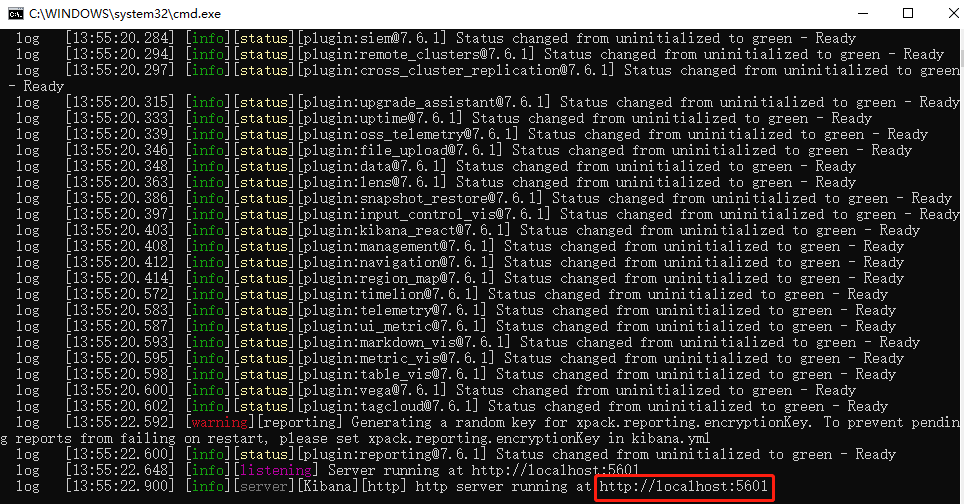 C:\WINDOWS\system32\cmd.exe
log [13:55:20.284] [info][status][plugin:siem@7.6.1] Status changed from uninitialized to green - Ready
log [13:55:20.294] [info][status][plugin:remote_clusters@7.6.1] Status changed from uninitialized to green - Ready
log [13:55:20.297] [info][status][plugin:cross_cluster_replication@7.6.1] Status changed from uninitialized to green
- Ready
log [13:55:20.315] [info][status][plugin:upgrade_assistant@7.6.1] Status changed from uninitialized to green - Ready
log [13:55:20.333] [info][status][plugin:uptime@7.6.1] Status changed from uninitialized to green - Ready
log [13:55:20.339] [info][status][plugin:oss_telemetry@7.6.1] Status changed from uninitialized to green - Ready
log [13:55:20.346] [info][status][plugin:file_upload@7.6.1] Status changed from uninitialized to green - Ready
log [13:55:20.348] [info][status][plugin:data@7.6.1] Status changed from uninitialized to green - Ready
log [13:55:20.363] [info][status][plugin:lens@7.6.1] Status changed from uninitialized to green - Ready
log [13:55:20.386] [info][status][plugin:snapshot_restore@7.6.1] Status changed from uninitialized to green - Ready
log [13:55:20.397] [info][status][plugin:input_control_vis@7.6.1] Status changed from uninitialized to green - Ready
log [13:55:20.403] [info][status][plugin:kibana_react@7.6.1] Status changed from uninitialized to green - Ready
log [13:55:20.408] [info][status][plugin:management@7.6.1] Status changed from uninitialized to green - Ready
log [13:55:20.412] [info][status][plugin:navigation@7.6.1] Status changed from uninitialized to green - Ready
log [13:55:20.414] [info][status][plugin:region_map@7.6.1] Status changed from uninitialized to green - Ready
log [13:55:20.572] [info][status][plugin:timelion@7.6.1] Status changed from uninitialized to green - Ready
log [13:55:20.583] [info][status][plugin:telemetry@7.6.1] Status changed from uninitialized to green - Ready
log [13:55:20.587] [info][status][plugin:ui_metric@7.6.1] Status changed from uninitialized to green - Ready
log [13:55:20.593] [info][status][plugin:markdown_vis@7.6.1] Status changed from uninitialized to green - Ready
log [13:55:20.595] [info][status][plugin:metric_vis@7.6.1] Status changed from uninitialized to green - Ready
log [13:55:20.598] [info][status][plugin:table_vis@7.6.1] Status changed from uninitialized to green - Ready
log [13:55:20.600] [info][status][plugin:vega@7.6.1] Status changed from uninitialized to green - Ready
log [13:55:20.602] [info][status][plugin:tagcloud@7.6.1] Status changed from uninitialized to green - Ready
log [13:55:22.592] [warning][reporting] Generating a random key for xpack.reporting.encryptionKey. To prevent pendin
g reports from failing on restart, please set xpack.reporting.encryptionKey in kibana.yml
log [13:55:22.600] [info][status][plugin:reporting@7.6.1] Status changed from uninitialized to green - Ready
log [13:55:22.648] [info][listening] Server running at http://localhost:5601
log [13:55:22.900] [info][server][Kibana][http] http server running at http://localhost:5601